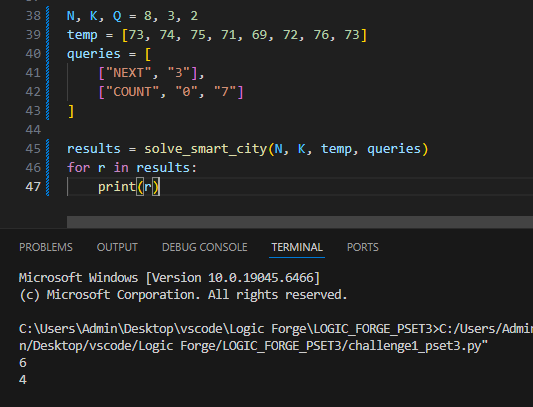 38 N, K, Q = 8, 3, 2
39 temp = [73, 74, 75, 71, 69, 72, 76, 73]
40 queries = [
41     ["NEXT", "3"],
42     ["COUNT", "0", "7"]
43 ]
44
45 results = solve_smart_city(N, K, temp, queries)
46 for r in results:
47     print(r)
PROBLEMS OUTPUT DEBUG CONSOLE TERMINAL PORTS
Microsoft Windows [Version 10.0.19045.6466]
(c) Microsoft Corporation. All rights reserved.
C:\Users\Admin\Desktop\vscode\Logic Forge\LOGIC_FORGE_PSET3>C:/Users/Admi
n/Desktop/vscode/Logic Forge/LOGIC_FORGE_PSET3/challenge1_pset3.py"
6
4